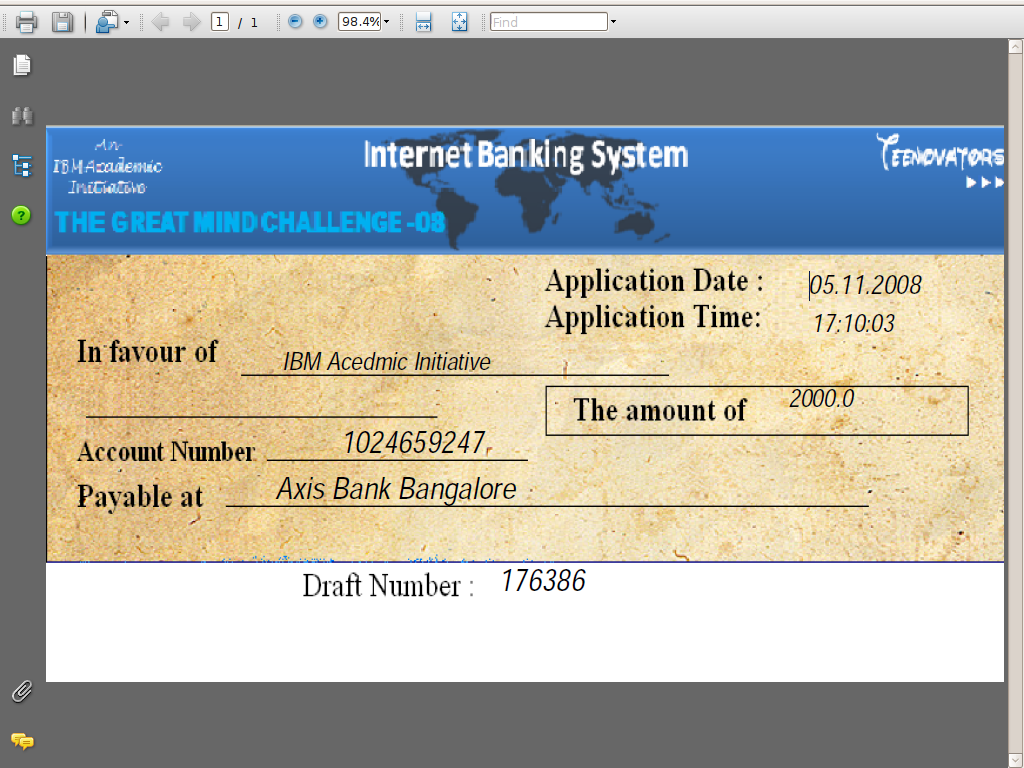 1 / 1 98.4% Find
An
IBM Academic
Initiative
Internet Banking System
TEENOVATORS
THE GREAT MIND CHALLENGE -08
Application Date : 05.11.2008
Application Time: 17:10:03
In favour of IBM Acedmic Initiative
The amount of 2000.0
Account Number 1024659247
Payable at Axis Bank Bangalore
Draft Number : 176386